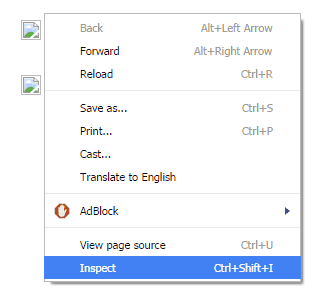 Back Alt+Left Arrow
Forward Alt+Right Arrow
Reload Ctrl+R
Save as... Ctrl+S
Print... Ctrl+P
Cast...
Translate to English
AdBlock
View page source Ctrl+U
Inspect Ctrl+Shift+I